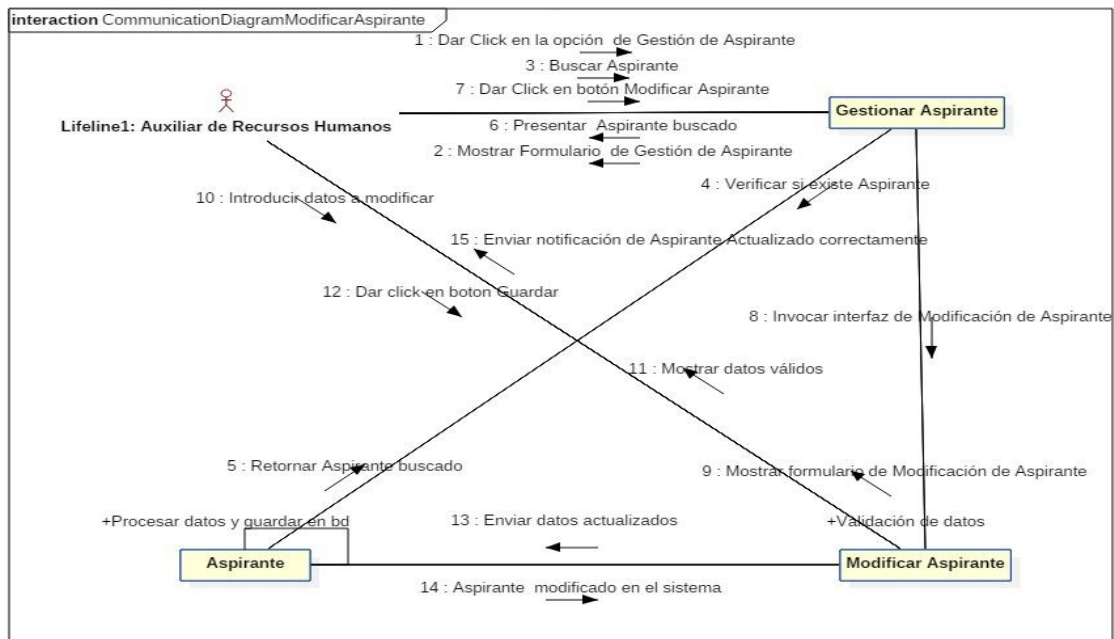 interaction CommunicationDiagramModificarAspirante
1 : Dar Click en la opción de Gestión de Aspirante
3 : Buscar Aspirante
7 : Dar Click en botón Modificar Aspirante
Gestionar Aspirante
Lifeline1: Auxiliar de Recursos Humanos
6 : Presentar Aspirante buscado
2 : Mostrar Formulario de Gestión de Aspirante
4 : Verificar si existe Aspirante
10 : Introducir datos a modificar
15 : Enviar notificación de Aspirante Actualizado correctamente
12 : Dar click en boton Guardar
8 : Invocar interfaz de Modificación de Aspirante
11 : Mostrar datos válidos
5 : Retornar Aspirante buscado
9 : Mostrar formulario de Modificación de Aspirante
+Procesar datos y guardar en bd
13 : Enviar datos actualizados
+Validación de datos
Aspirante
Modificar Aspirante
14 : Aspirante modificado en el sistema